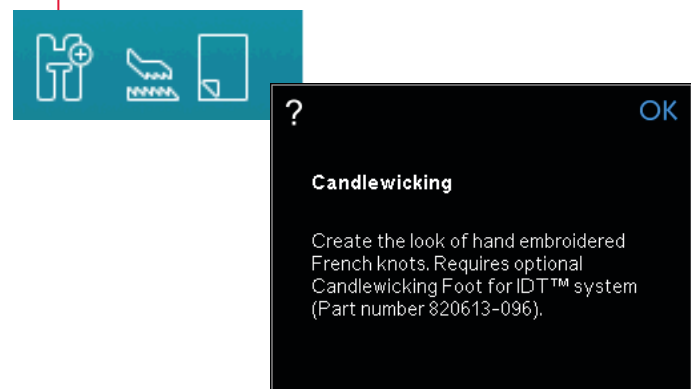 ? OK
Candlewicking
Create the look of hand embroidered
French knots. Requires optional
Candlewicking Foot for IDT™ system
(Part number 820613-096).